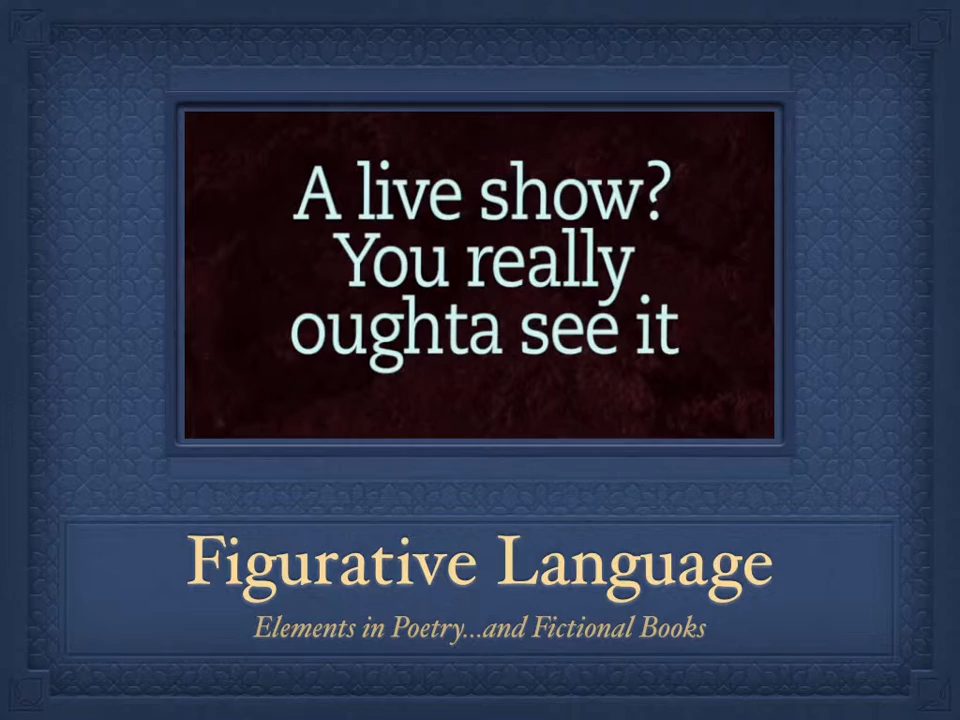 A live show?
You really
oughta see it
Figurative Language
Elements in Poetry...and Fictional Books